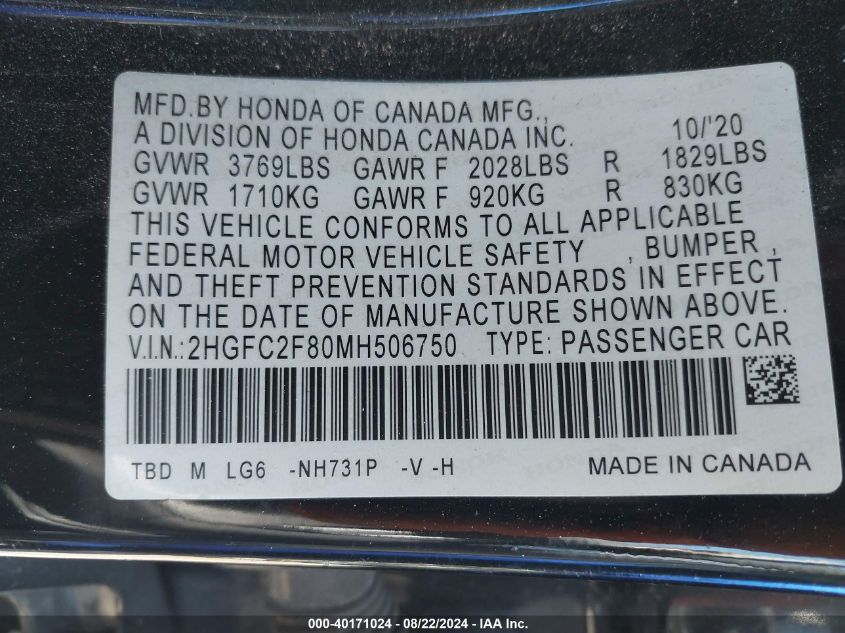 MFD.BY HONDA OF CANADA MFG.,
A DIVISION OF HONDA CANADA INC. 10/'20
GVWR 3769LBS GAWR F 2028LBS R 1829LBS
GVWR 1710KG GAWR F 920KG R 830KG
THIS VEHICLE CONFORMS TO ALL APPLICABLE
FEDERAL MOTOR VEHICLE SAFETY , BUMPER ,
AND THEFT PREVENTION STANDARDS IN EFFECT
ON THE DATE OF MANUFACTURE SHOWN ABOVE.
V.I.N.:2HGFC2F80MH506750 TYPE: PASSENGER CAR
TBD M LG6 -NH731P -V -H MADE IN CANADA
000-40171024 - 08/22/2024 - IAA Inc.